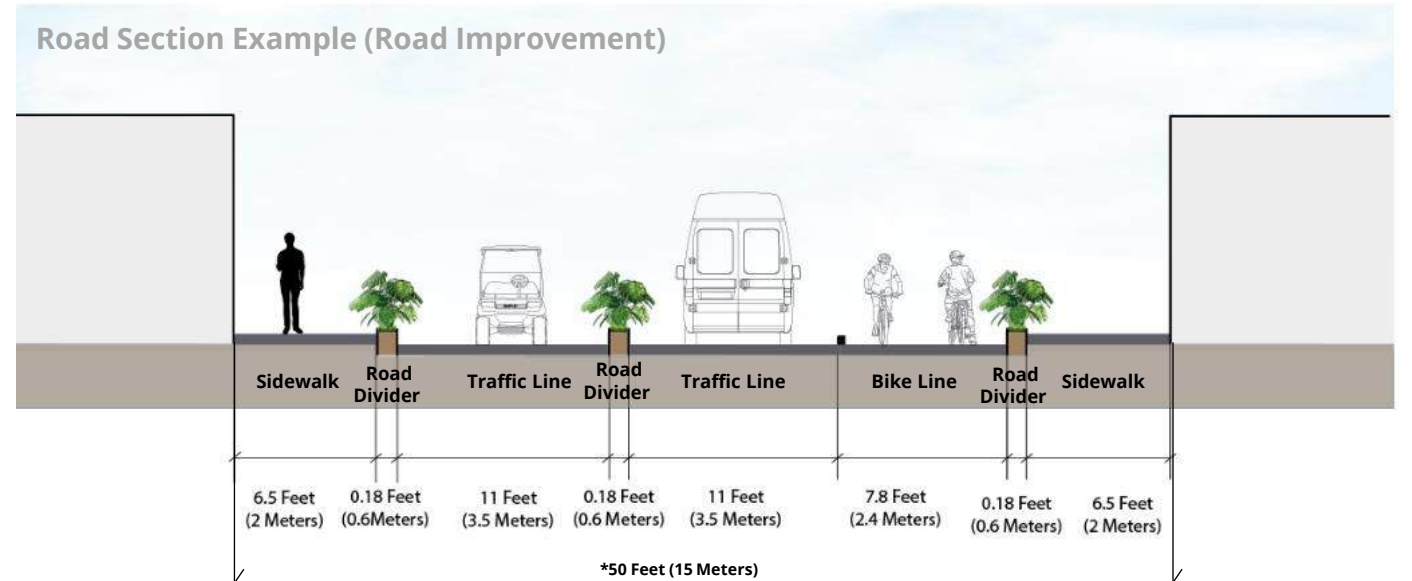 Road Section Example (Road Improvement)
Sidewalk
Road
Divider
Traffic Line
Road
Divider
Traffic Line
Bike Line
Road
Divider
Sidewalk
6.5 Feet
(2 Meters)
0.18 Feet
(0.6Meters)
11 Feet
(3.5 Meters)
0.18 Feet
(0.6 Meters)
11 Feet
(3.5 Meters)
7.8 Feet
(2.4 Meters)
0.18 Feet
(0.6 Meters)
6.5 Feet
(2 Meters)
*50 Feet (15 Meters)